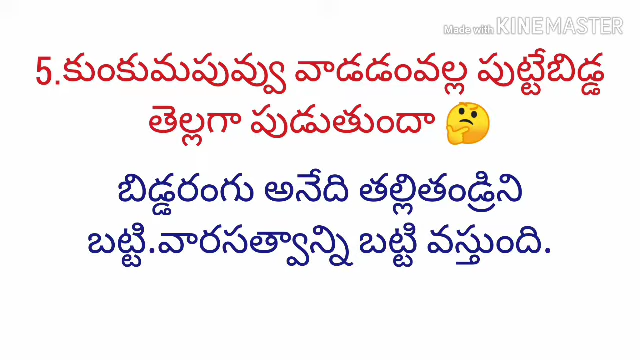 Made with KINEMASTER
5.కుంకుమపువ్వు వాడడంవల్ల పుట్టేబిడ్డ
తెల్లగా పుడుతుందా 🤔
బిడ్డరంగు అనేది తల్లితండ్రిని
బట్టి.వారసత్వాన్ని బట్టి వస్తుంది.